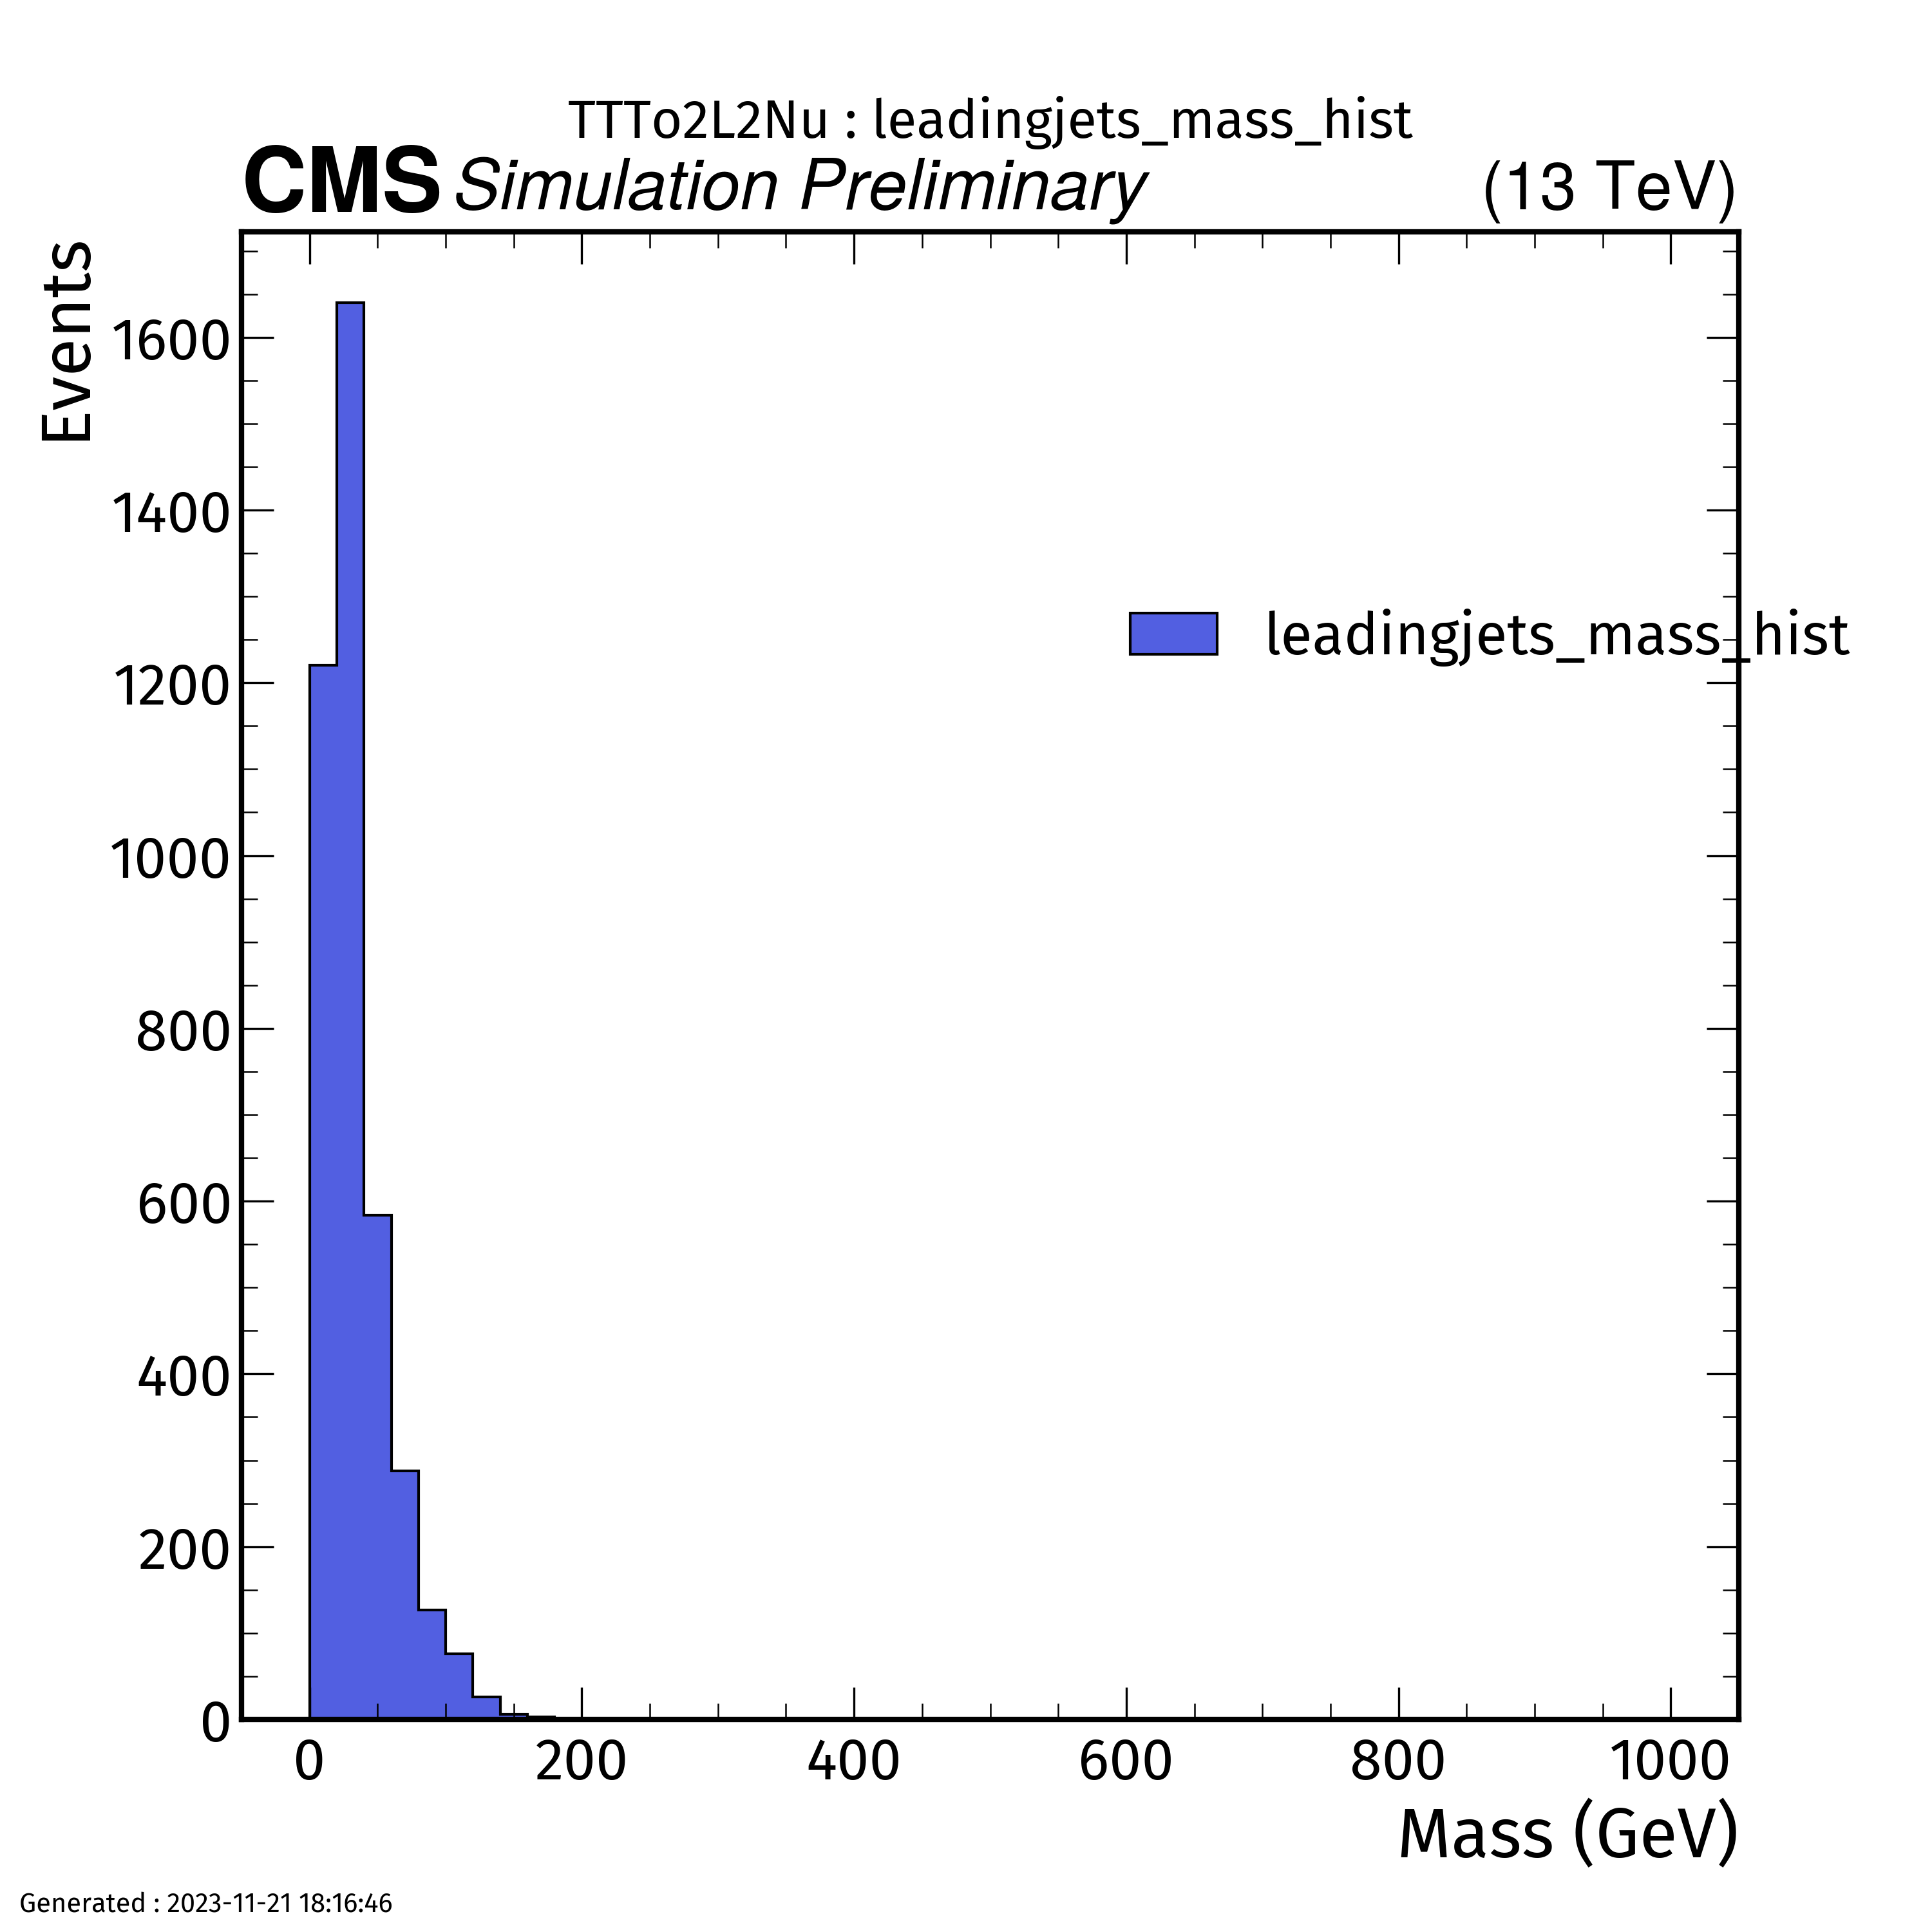 TTTo2L2Nu : leadingjets_mass_hist
CMS Simulation Preliminary (13 TeV)
Events
1600
1400
leadingjets_mass_hist
1200
1000
800
600
400
200
0
0 200 400 600 800 1000
Mass (GeV)
Generated : 2023-11-21 18:16:46